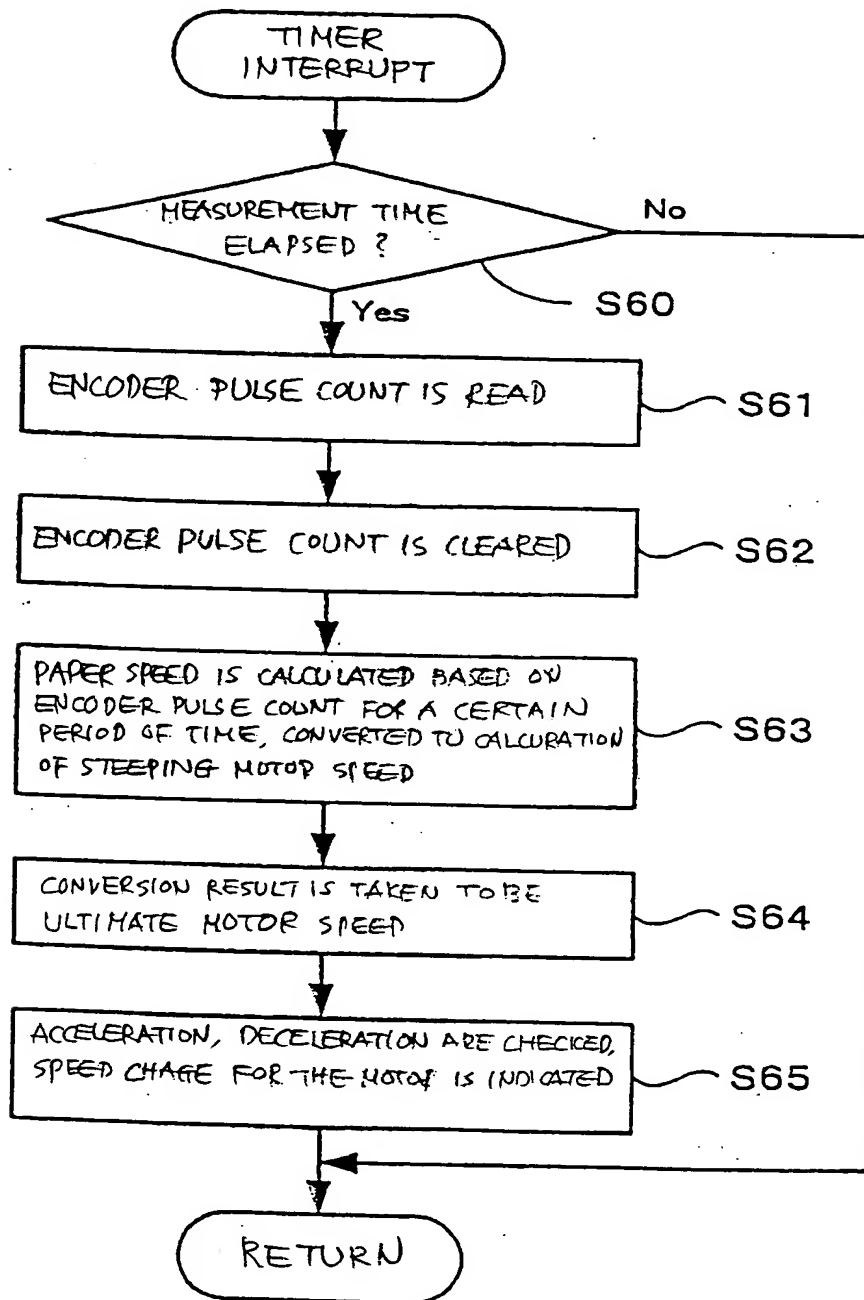 TIMER
INTERRUPT
MEASUREMENT TIME
ELAPSED?
No
S60
Yes
ENCODER PULSE COUNT IS READ
S61
ENCODER PULSE COUNT IS CLEARED
S62
PAPER SPEED IS CALCULATED BASED ON
ENCODER PULSE COUNT FOR A CERTAIN
PERIOD OF TIME, CONVERTED TO CALCURATION
OF STEEPING MOTOR SPEED
S63
CONVERSION RESULT IS TAKEN TO BE
ULTIMATE MOTOR SPEED
S64
ACCELERATION, DECELERATION ARE CHECKED,
SPEED CHAGE FOR THE MOTOR IS INDICATED
S65
RETURN